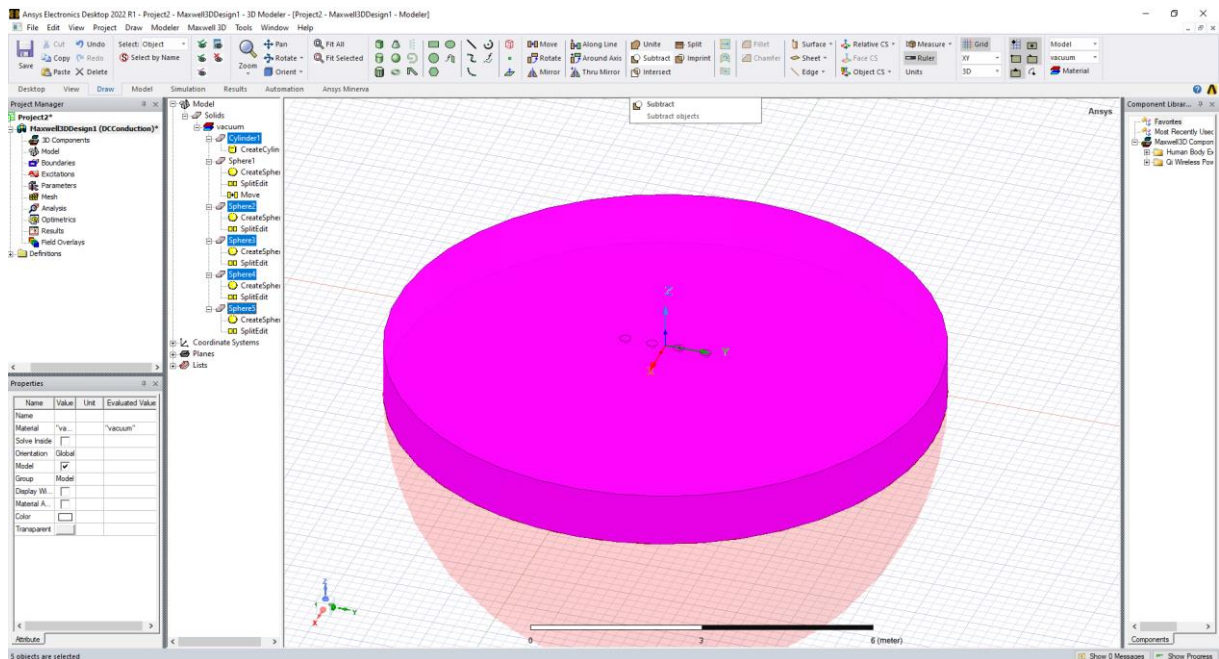 Ansys Electronics Desktop 2022 R1 - Project2 - Maxwell3DDesign1 - 3D Modeler - [Project2 - Maxwell3DDesign1 - Modeler]
File Edit View Project Draw Modeler Maxwell 3D Tools Window Help
Save
Cut Undo Select: Object
Copy Redo Select by Name
Paste Delete
Zoom
Pan
Rotate
Orient
Fit All
Fit Selected
Move Along Line Unite Split Fillet Surface Relative CS Measure Grid Model
Rotate Around Axis Subtract Imprint Chamfer Sheet Face CS Ruler XY vacuum
Mirror Thru Mirror Intersect Edge Object CS Units 3D Material
Desktop View Draw Model Simulation Results Automation Ansys Minerva
Project Manager
Project2*
Maxwell3DDesign1 (DCConduction)*
3D Components
Model
Boundaries
Excitations
Parameters
Mesh
Analysis
Optimetrics
Results
Field Overlays
Definitions
Properties
Name Value Unit Evaluated Value
Name
Material "va... "vacuum"
Solve Inside
Orientation Global
Model
Group Model
Display Wi...
Material A...
Color
Transparent
Attribute
5 objects are selected
Model
Solids
vacuum
Cylinder1
CreateCylin
Sphere1
CreateSpher
SplitEdit
Move
Sphere2
CreateSpher
SplitEdit
Sphere3
CreateSpher
SplitEdit
Sphere4
CreateSpher
SplitEdit
Sphere5
CreateSpher
SplitEdit
Coordinate Systems
Planes
Lists
Subtract
Subtract objects
Ansys
Z
Y
X
Z
Y
X
0 3 6 (meter)
Component Librar...
Favorites
Most Recently Used
Maxwell3D Compon
Human Body Ex
Qi Wireless Pow
Components
Show 0 Messages Show Progress